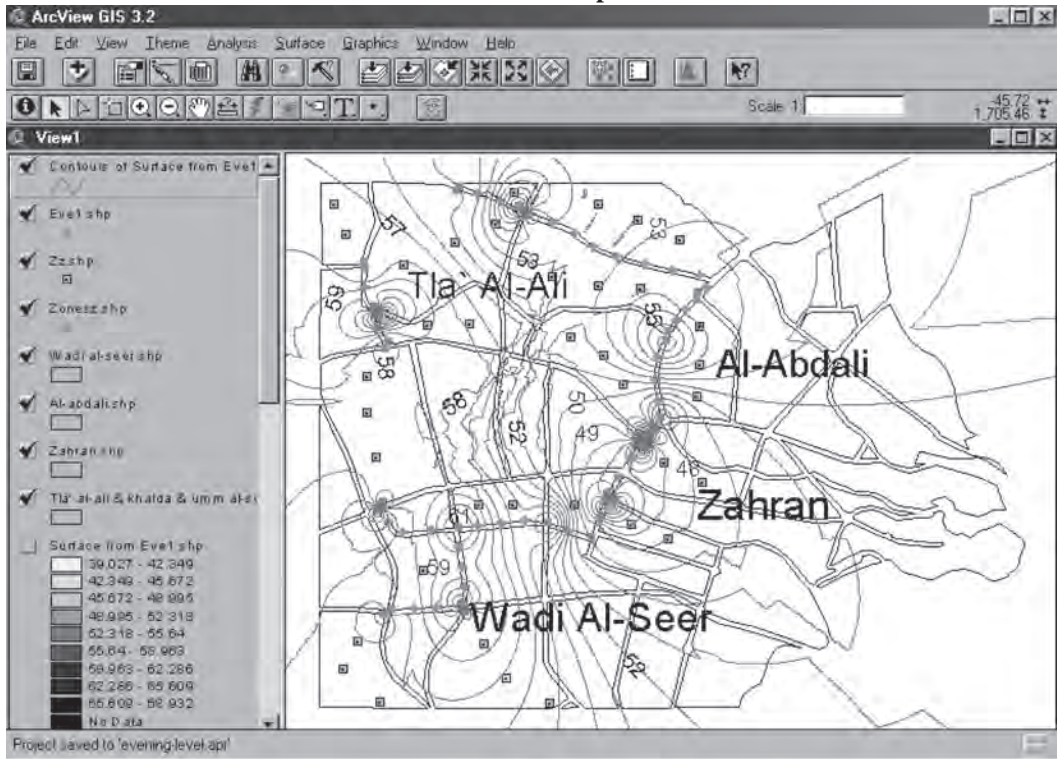 ArcView GIS 3.2
File Edit View Theme Analysis Surface Graphics Window Help
Scale 1:
-45.72
1,705.46
View1
Contours of Surface from Eve1
Eve1.shp
Zz.shp
Zonesz.shp
Wadi al-seer.shp
Al-abdali.shp
Zahran.shp
Tla' al-ali & khalda & umm al-s
Surface from Eve1.shp
39.027 - 42.349
42.349 - 45.672
45.672 - 48.995
48.995 - 52.318
52.318 - 55.64
55.64 - 58.963
58.963 - 62.286
62.286 - 65.609
65.609 - 68.932
No Data
57
53
53
Tla` Al-Ali
59
55
58
Al-Abdali
58
50
52
49
48
Zahran
61
59
Wadi Al-Seer
52
Project saved to 'evening-level.apr'